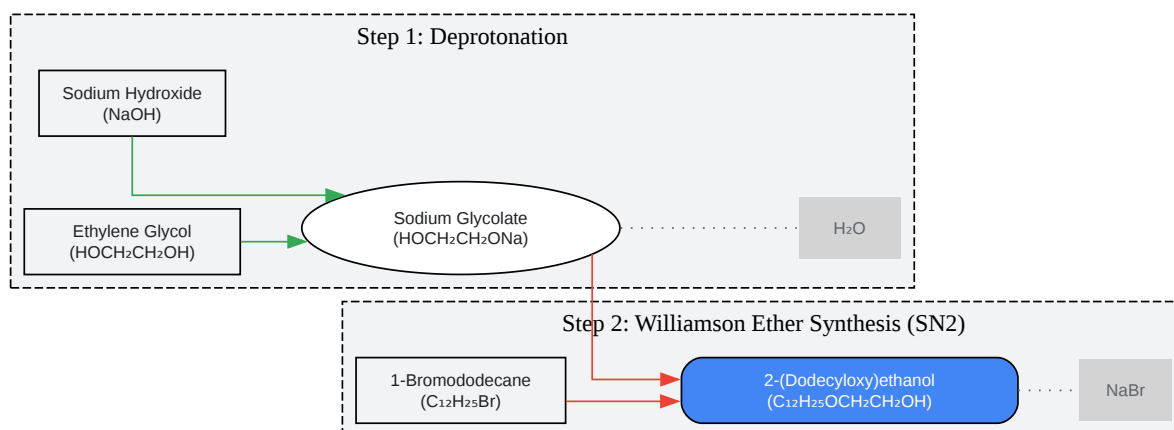 Step 1: Deprotonation
Sodium Hydroxide
(NaOH)
Ethylene Glycol
(HOCH₂CH₂OH)
Sodium Glycolate
(HOCH₂CH₂ONa)
H₂O
Step 2: Williamson Ether Synthesis (SN2)
1-Bromododecane
(C₁₂H₂₅Br)
2-(Dodecyloxy)ethanol
(C₁₂H₂₅OCH₂CH₂OH)
NaBr